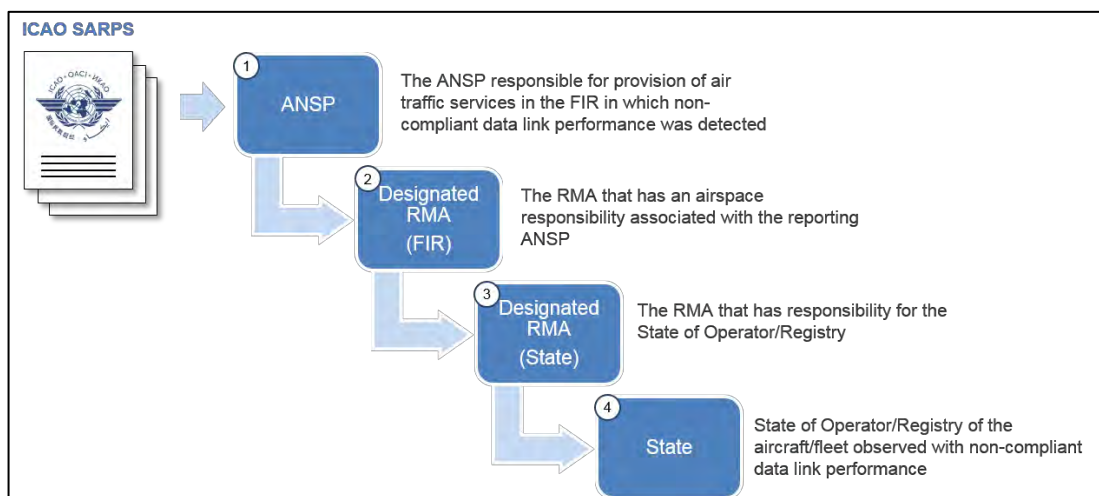 ICAO SARPS
ICAO · OACI · ИКАО
1
ANSP
The ANSP responsible for provision of air
traffic services in the FIR in which non-
compliant data link performance was detected
2
Designated
RMA
(FIR)
The RMA that has an airspace
responsibility associated with the reporting
ANSP
3
Designated
RMA
(State)
The RMA that has responsibility for the
State of Operator/Registry
4
State
State of Operator/Registry of the
aircraft/fleet observed with non-compliant
data link performance